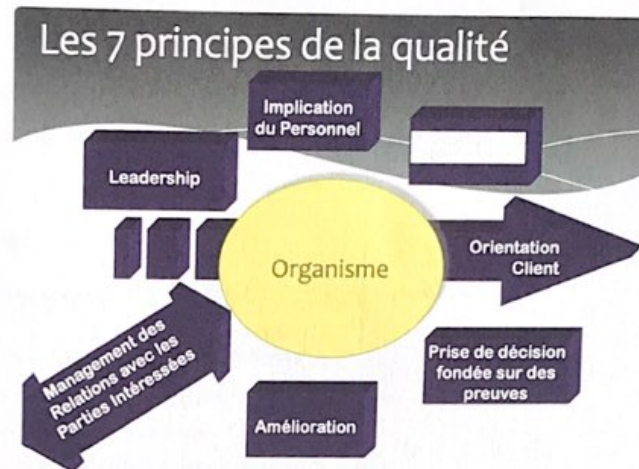 Les 7 principes de la qualité
Implication
du Personnel
Leadership
Organisme
Orientation
Client
Management des
Relations avec les
Parties Intéressées
Prise de décision
fondée sur des
preuves
Amélioration